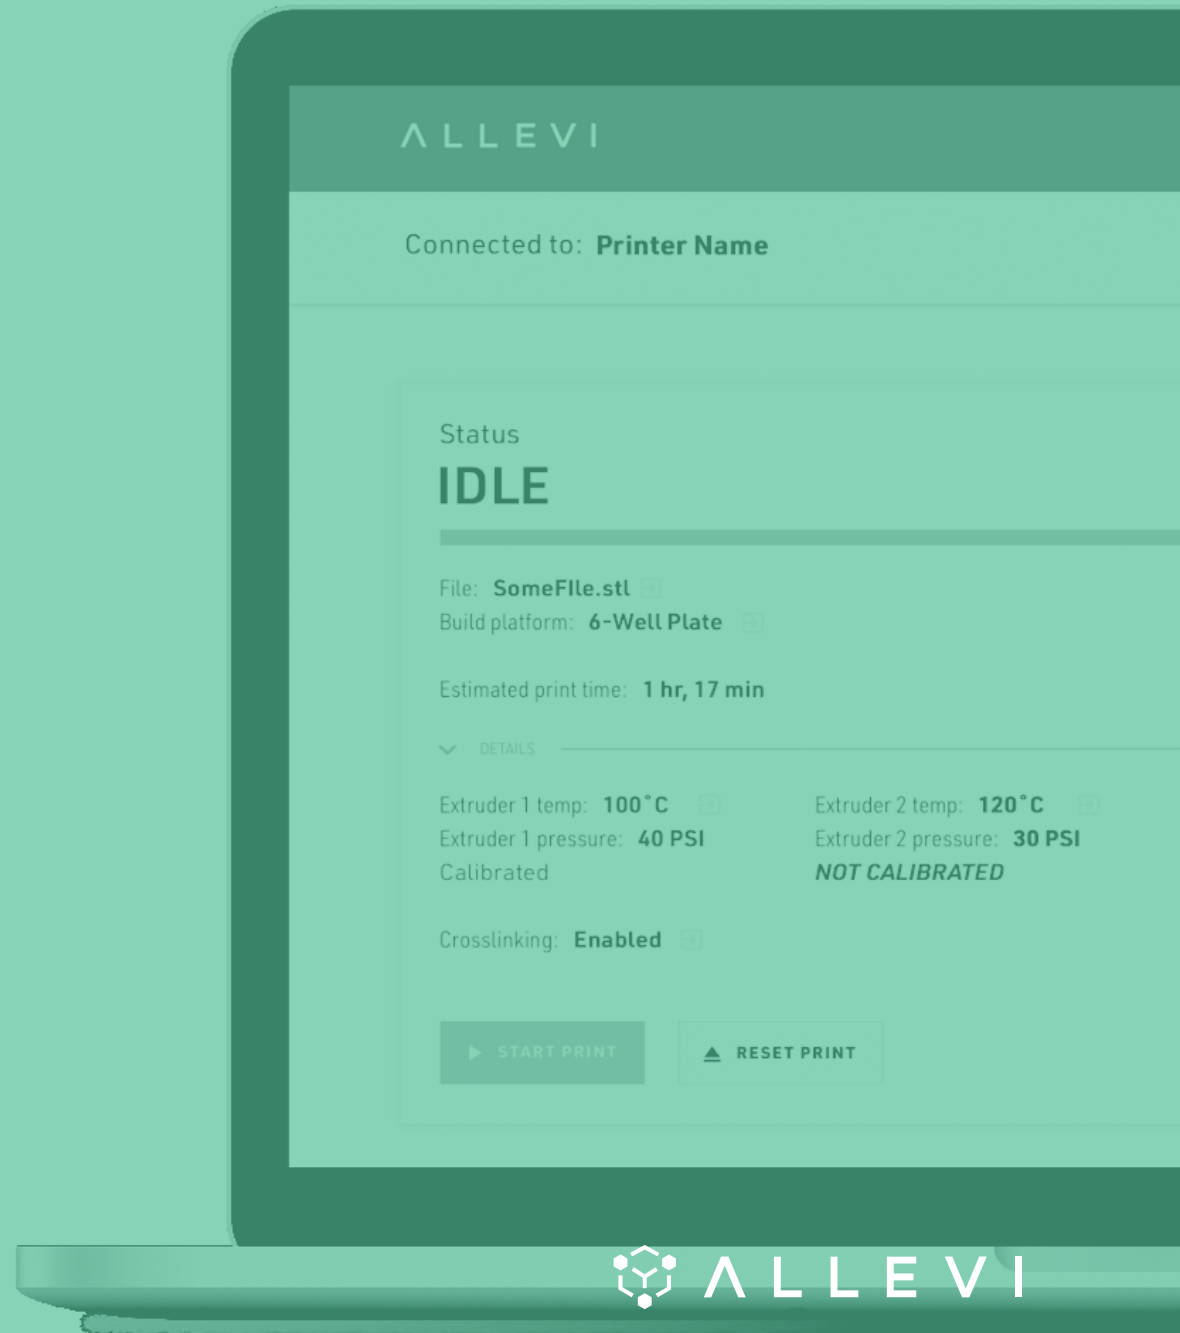 ALLEVI
Connected to: Printer Name
Status
IDLE
File: SomeFIle.stl
Build platform: 6-Well Plate
Estimated print time: 1 hr, 17 min
DETAILS
Extruder 1 temp: 100˚C Extruder 2 temp: 120˚C
Extruder 1 pressure: 40 PSI Extruder 2 pressure: 30 PSI
Calibrated NOT CALIBRATED
Crosslinking: Enabled
START PRINT RESET PRINT
ALLEVI